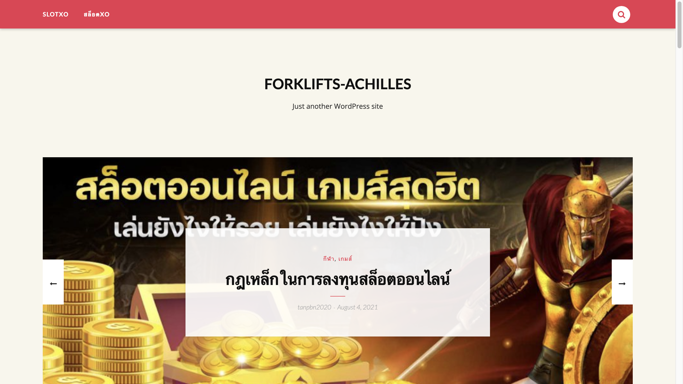 SLOTXO สล็อตXO
FORKLIFTS-ACHILLES
Just another WordPress site
สล็อตออนไลน์ เกมส์สุดฮิต
เล่นยังไงให้รวย เล่นยังไงให้ปัง
←
→
กีฬา, เกมส์
กฎเหล็ก ในการลงทุนสล็อตออนไลน์
tanpbn2020 - August 4, 2021